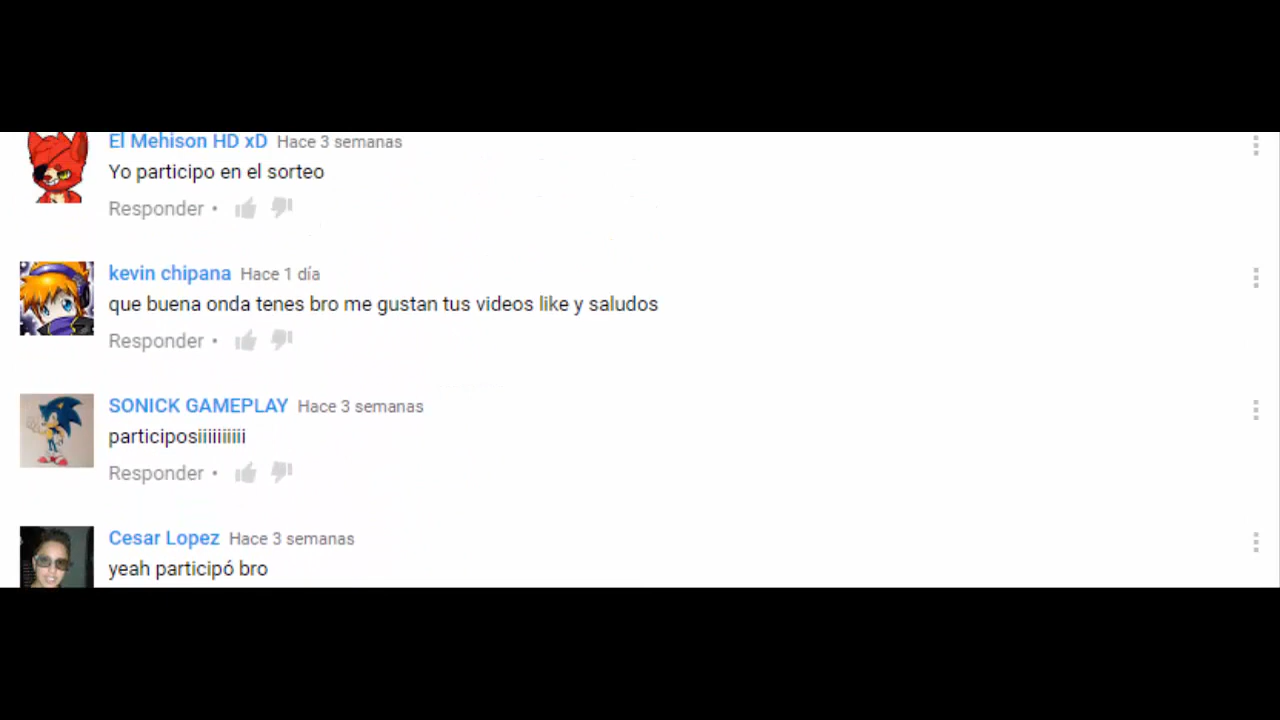 El Mehison HD xD Hace 3 semanas
Yo participo en el sorteo
Responder •
kevin chipana Hace 1 día
que buena onda tenes bro me gustan tus videos like y saludos
Responder •
SONICK GAMEPLAY Hace 3 semanas
participosiiiiiiiiii
Responder •
Cesar Lopez Hace 3 semanas
yeah participó bro